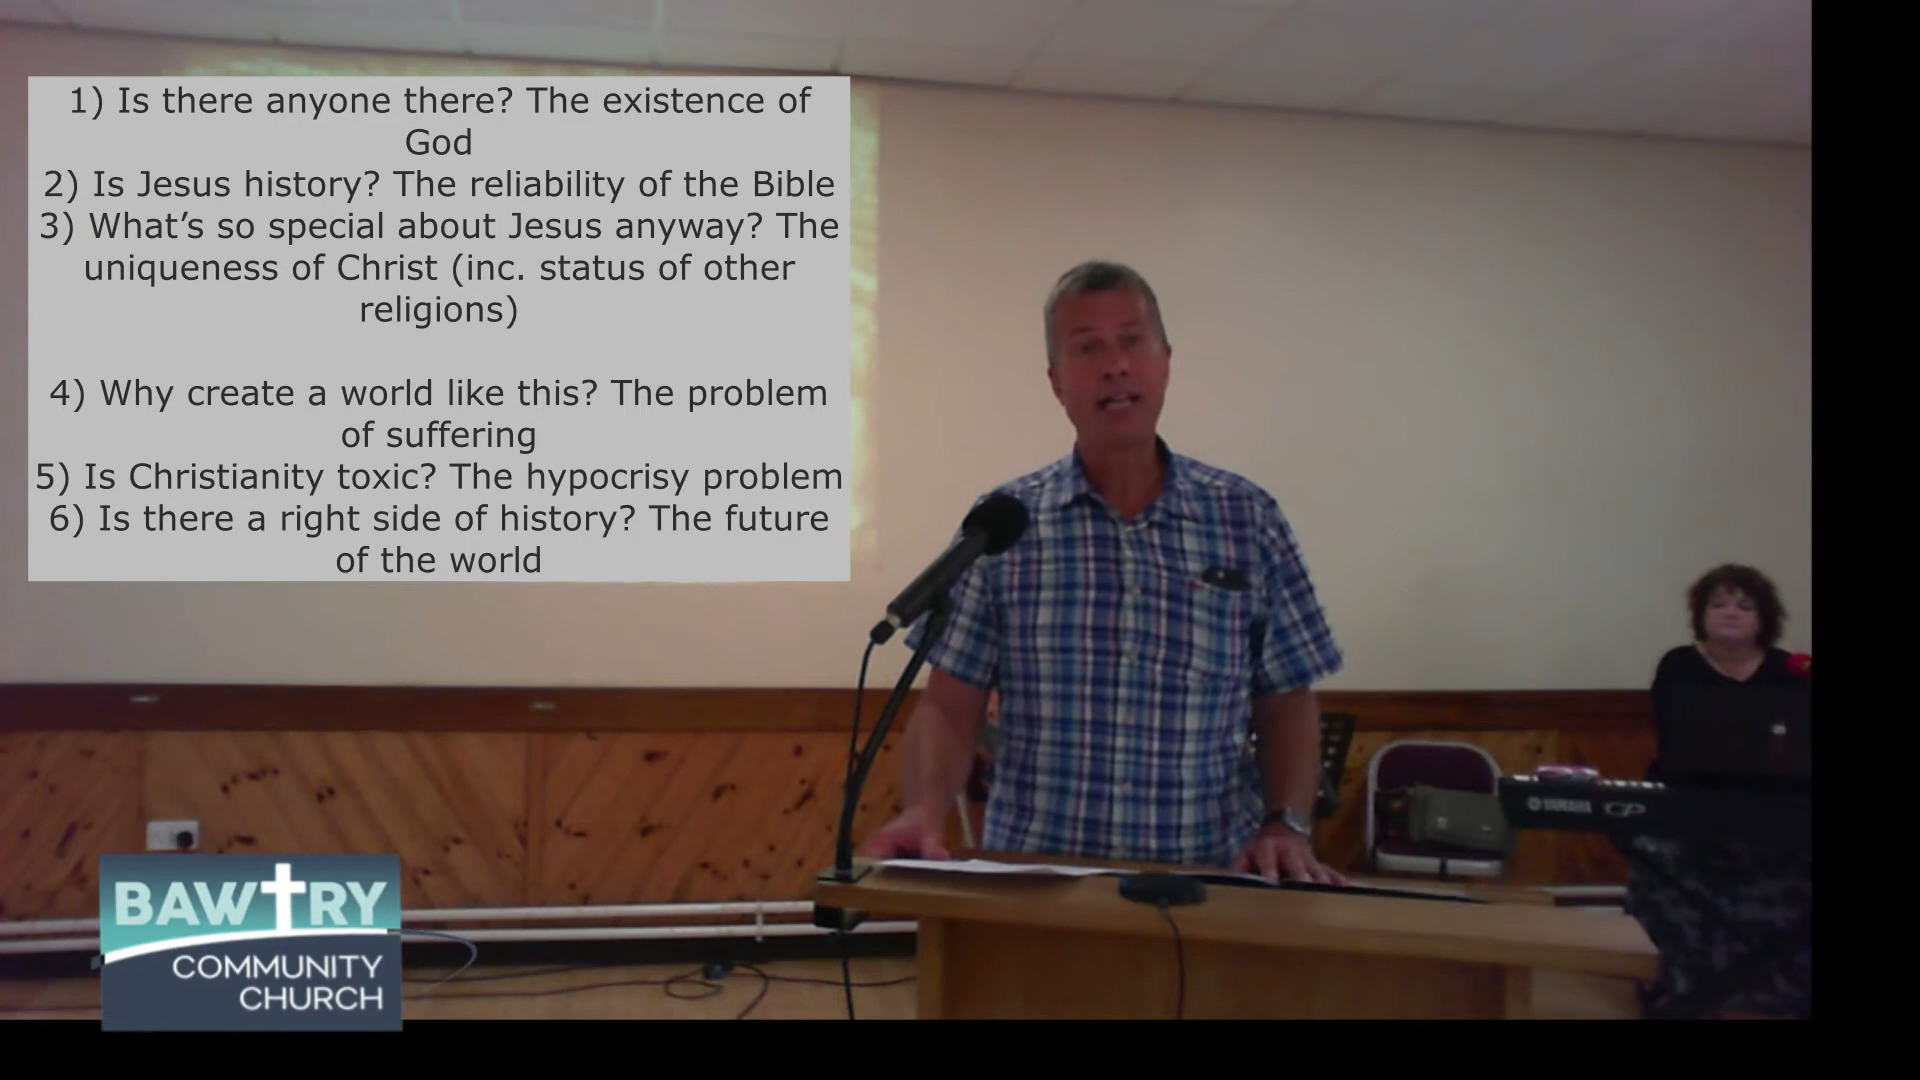 1) Is there anyone there? The existence of
God
2) Is Jesus history? The reliability of the Bible
3) What’s so special about Jesus anyway? The
uniqueness of Christ (inc. status of other
religions)
4) Why create a world like this? The problem
of suffering
5) Is Christianity toxic? The hypocrisy problem
6) Is there a right side of history? The future
of the world
YAMAHA CP
BAWTRY
COMMUNITY
CHURCH